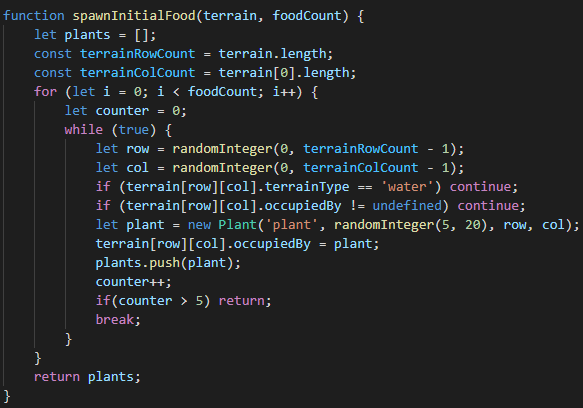 function spawnInitialFood(terrain, foodCount) {
    let plants = [];
    const terrainRowCount = terrain.length;
    const terrainColCount = terrain[0].length;
    for (let i = 0; i < foodCount; i++) {
        let counter = 0;
        while (true) {
            let row = randomInteger(0, terrainRowCount - 1);
            let col = randomInteger(0, terrainColCount - 1);
            if (terrain[row][col].terrainType == 'water') continue;
            if (terrain[row][col].occupiedBy != undefined) continue;
            let plant = new Plant('plant', randomInteger(5, 20), row, col);
            terrain[row][col].occupiedBy = plant;
            plants.push(plant);
            counter++;
            if(counter > 5) return;
            break;
        }
    }
    return plants;
}